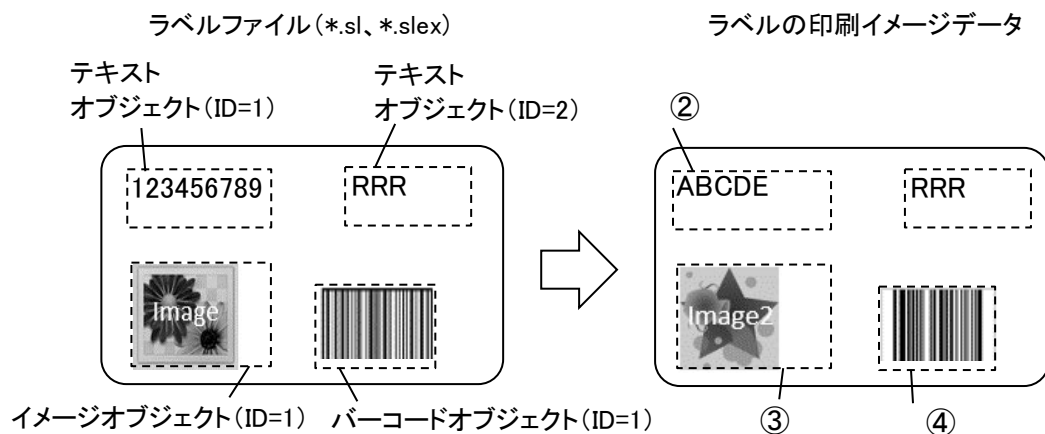 ラベルファイル(*.sl、*.slex)
ラベルの印刷イメージデータ
テキスト
オブジェクト(ID=1)
テキスト
オブジェクト(ID=2)
②
123456789
RRR
ABCDE
RRR
Image
Image2
イメージオブジェクト(ID=1)
バーコードオブジェクト(ID=1)
③
④